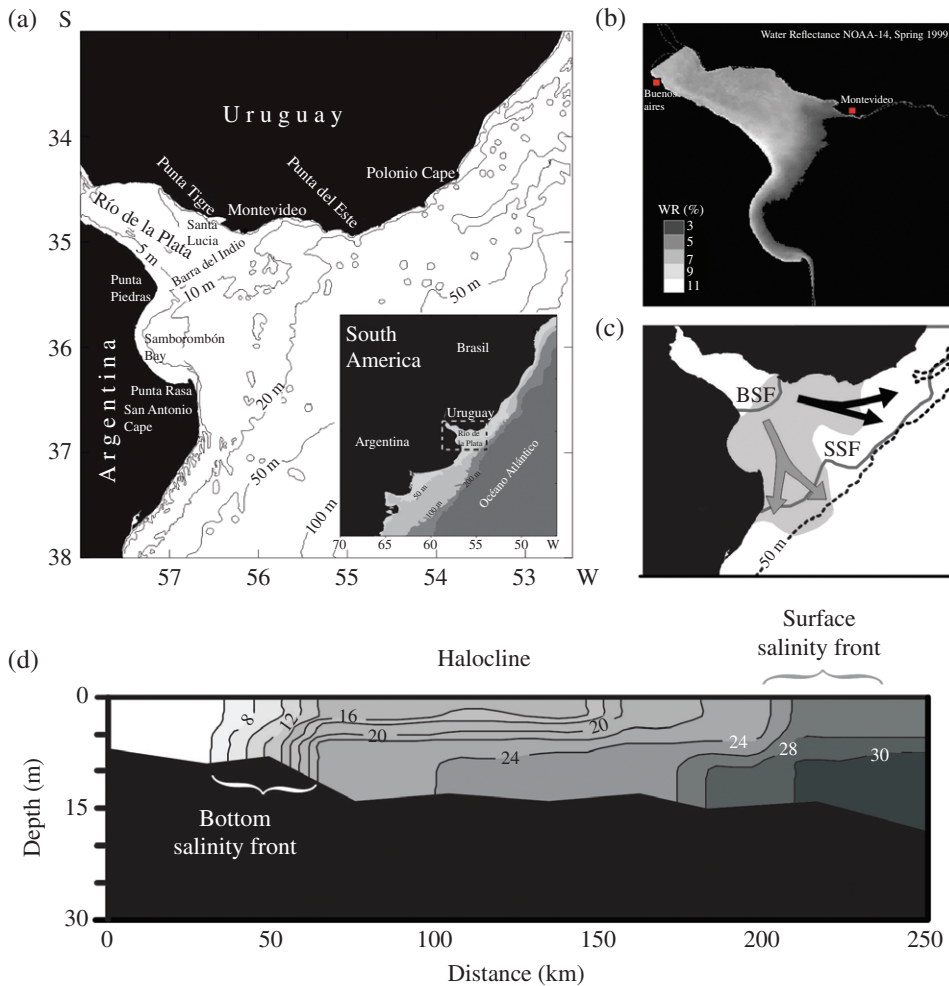 (a)
S
Uruguay
34
35
36
37
38
57
56
55
54
53
W
Polonio Cape
Punta del Este
Punta Tigre
Montevideo
Río de la Plata
Santa
Lucia
Barra del Indio
5 m
10 m
Punta
Piedras
50 m
Samborombón
Bay
Argentina
Punta Rasa
San Antonio
Cape
20 m
50 m
100 m
South
America
Brasil
Uruguay
Argentina
Río de
la Plata
Océano Atlántico
50 m
100 m
200 m
70
65
60
55
50
W
(b)
Water Reflectance NOAA-14, Spring 1999
Buenos
aires
Montevideo
WR (%)
3
5
7
9
11
(c)
BSF
SSF
50 m
(d)
Halocline
Surface
salinity front
0
15
30
Depth (m)
8
12
16
20
20
24
24
28
30
Bottom
salinity front
0
50
100
150
200
250
Distance (km)